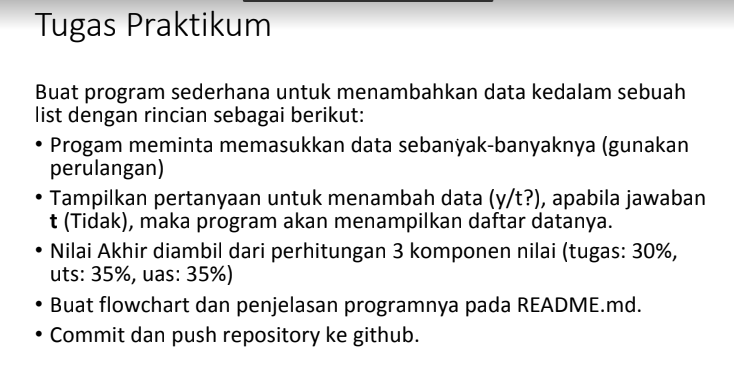 Tugas Praktikum
Buat program sederhana untuk menambahkan data kedalam sebuah
list dengan rincian sebagai berikut:
• Progam meminta memasukkan data sebanyak-banyaknya (gunakan
perulangan)
• Tampilkan pertanyaan untuk menambah data (y/t?), apabila jawaban
t (Tidak), maka program akan menampilkan daftar datanya.
• Nilai Akhir diambil dari perhitungan 3 komponen nilai (tugas: 30%,
uts: 35%, uas: 35%)
• Buat flowchart dan penjelasan programnya pada README.md.
• Commit dan push repository ke github.